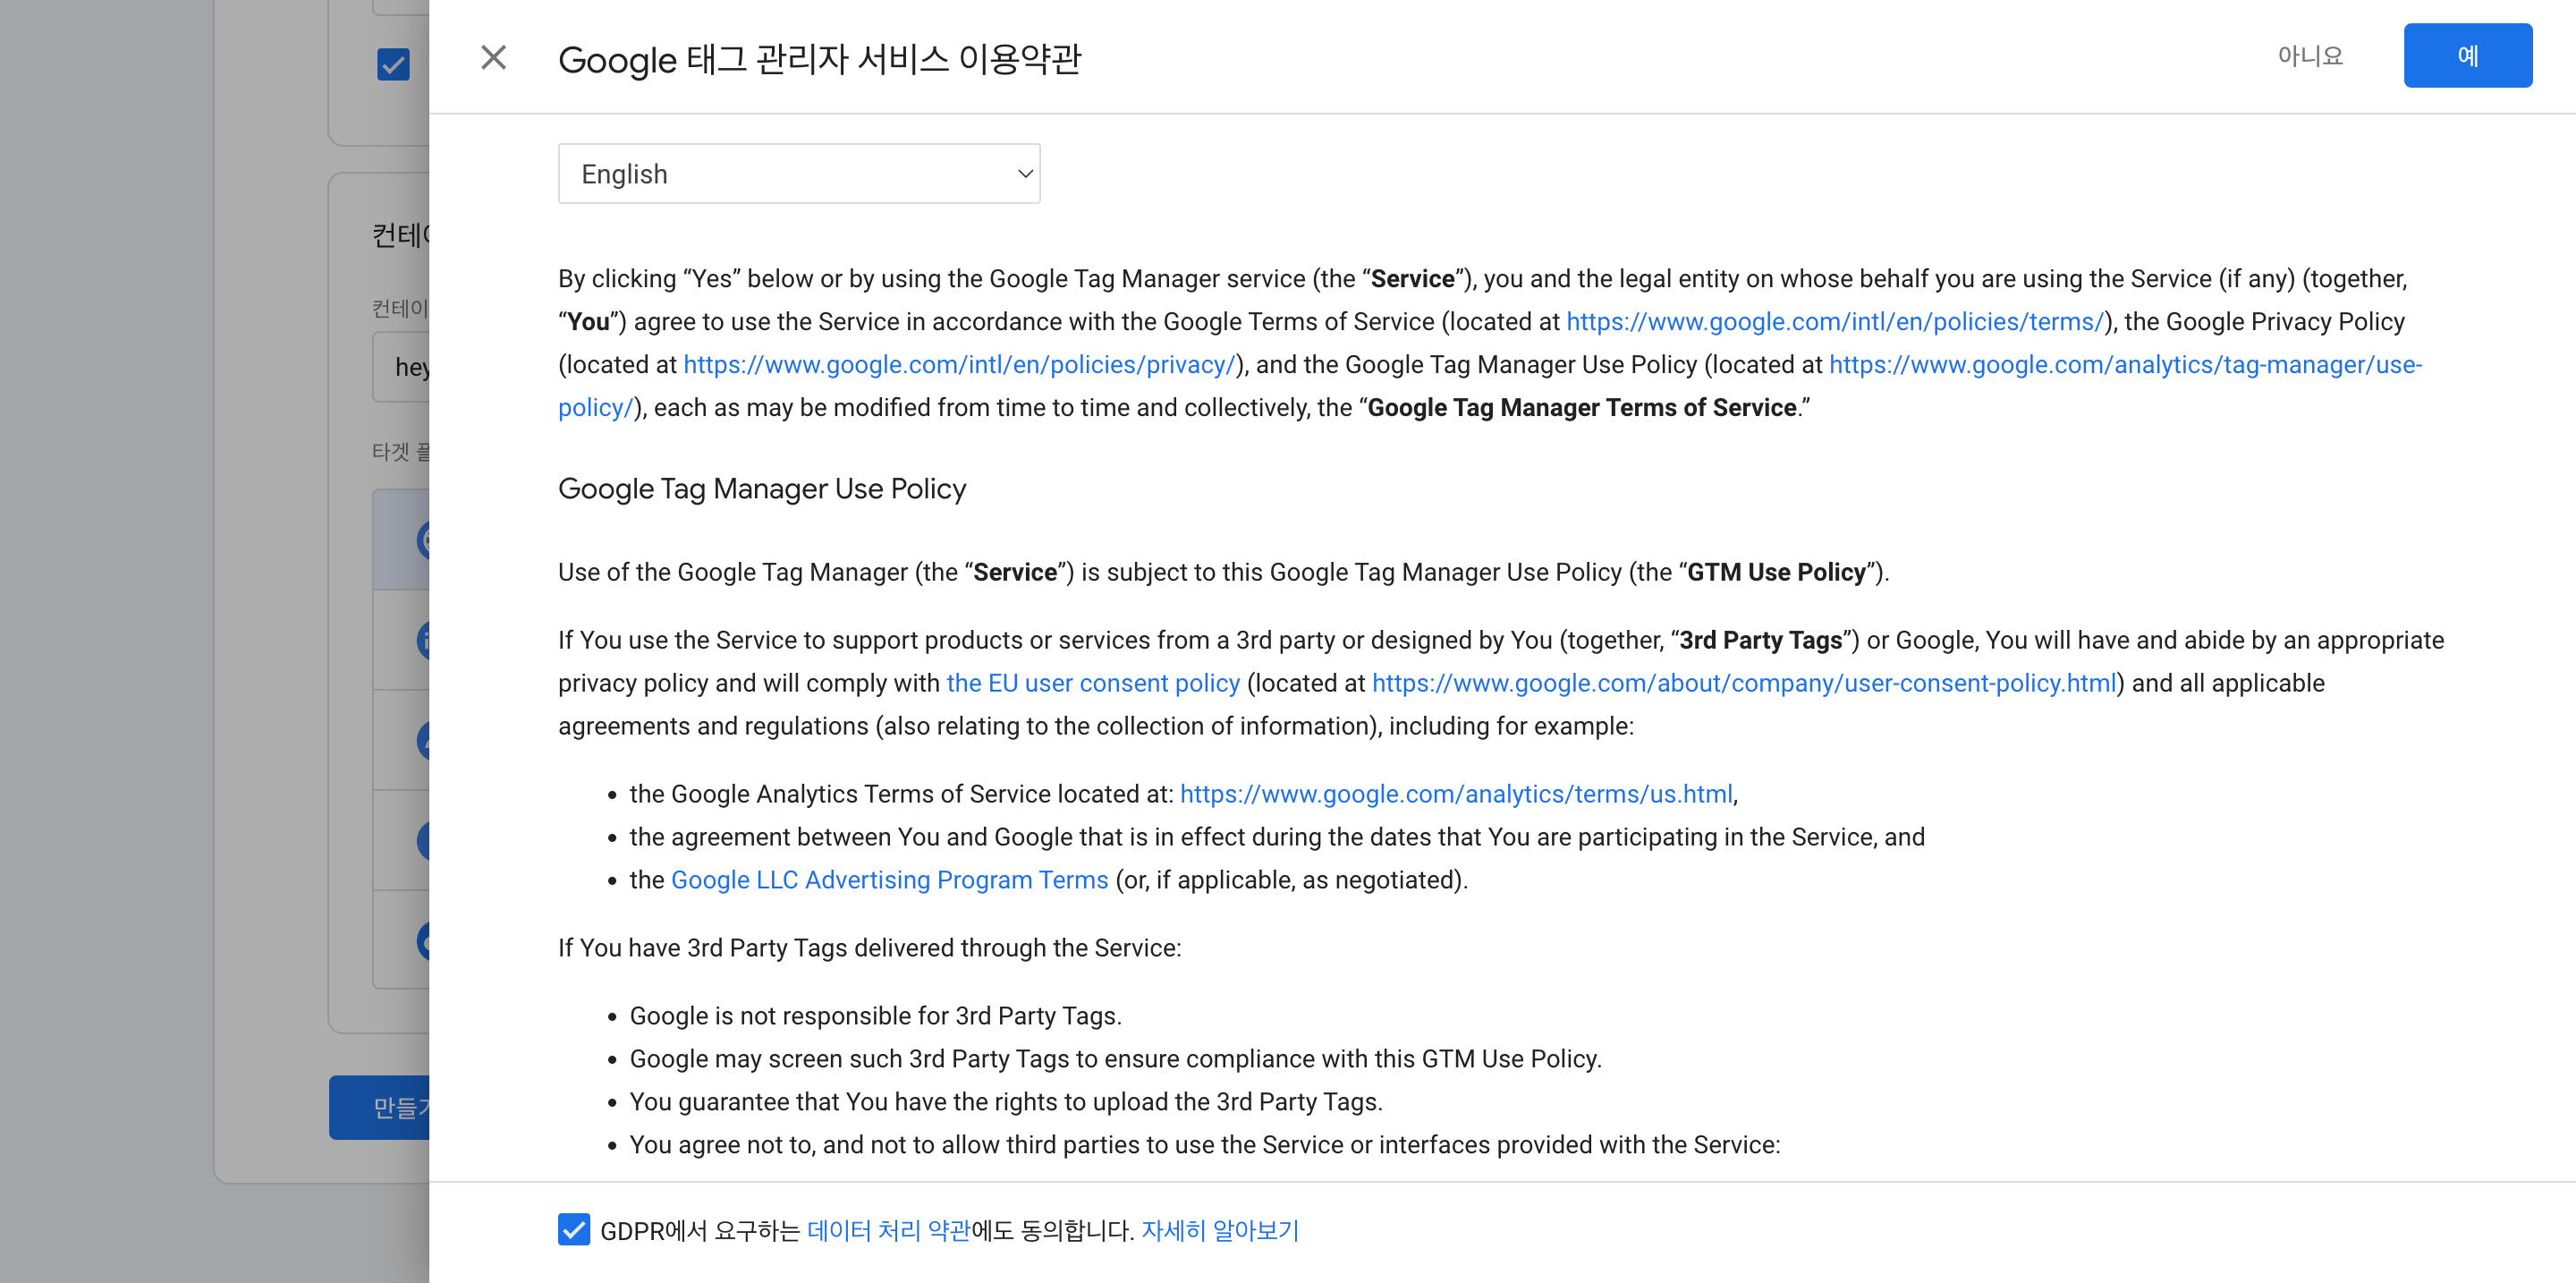 Google 태그 관리자 서비스 이용약관
아니요
예
English
By clicking “Yes” below or by using the Google Tag Manager service (the “Service”), you and the legal entity on whose behalf you are using the Service (if any) (together,
“You”) agree to use the Service in accordance with the Google Terms of Service (located at https://www.google.com/intl/en/policies/terms/), the Google Privacy Policy
(located at https://www.google.com/intl/en/policies/privacy/), and the Google Tag Manager Use Policy (located at https://www.google.com/analytics/tag-manager/use-
policy/), each as may be modified from time to time and collectively, the “Google Tag Manager Terms of Service.”
Google Tag Manager Use Policy
Use of the Google Tag Manager (the “Service”) is subject to this Google Tag Manager Use Policy (the “GTM Use Policy”).
If You use the Service to support products or services from a 3rd party or designed by You (together, “3rd Party Tags”) or Google, You will have and abide by an appropriate
privacy policy and will comply with the EU user consent policy (located at https://www.google.com/about/company/user-consent-policy.html) and all applicable
agreements and regulations (also relating to the collection of information), including for example:
• the Google Analytics Terms of Service located at: https://www.google.com/analytics/terms/us.html,
• the agreement between You and Google that is in effect during the dates that You are participating in the Service, and
• the Google LLC Advertising Program Terms (or, if applicable, as negotiated).
If You have 3rd Party Tags delivered through the Service:
• Google is not responsible for 3rd Party Tags.
• Google may screen such 3rd Party Tags to ensure compliance with this GTM Use Policy.
• You guarantee that You have the rights to upload the 3rd Party Tags.
• You agree not to, and not to allow third parties to use the Service or interfaces provided with the Service:
GDPR에서 요구하는 데이터 처리 약관에도 동의합니다. 자세히 알아보기
컨테
컨테이
hey
타겟 플
만들기